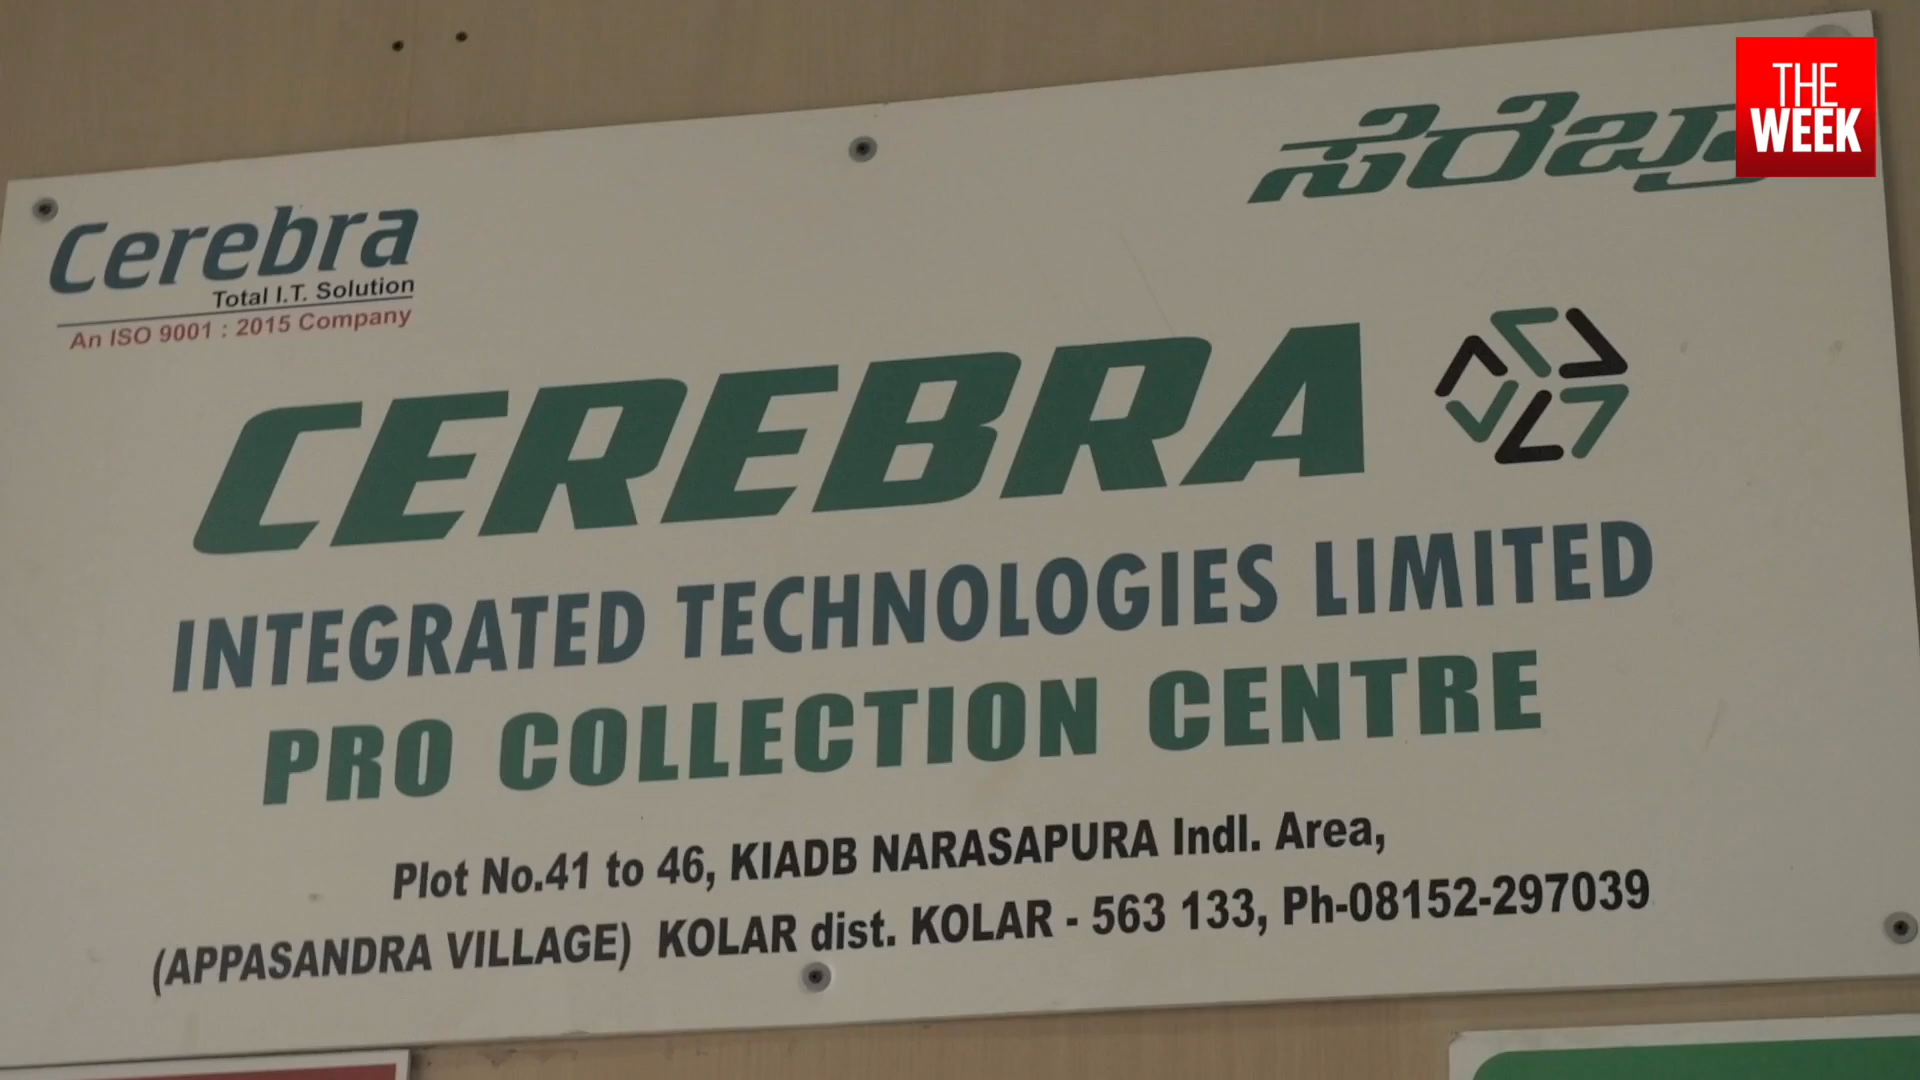 THE
WEEK
ಸೆರೆಬ್ರಾ
Cerebra
Total I.T. Solution
An ISO 9001 : 2015 Company
CEREBRA
INTEGRATED TECHNOLOGIES LIMITED
PRO COLLECTION CENTRE
Plot No.41 to 46, KIADB NARASAPURA Indl. Area,
(APPASANDRA VILLAGE) KOLAR dist. KOLAR - 563 133, Ph-08152-297039